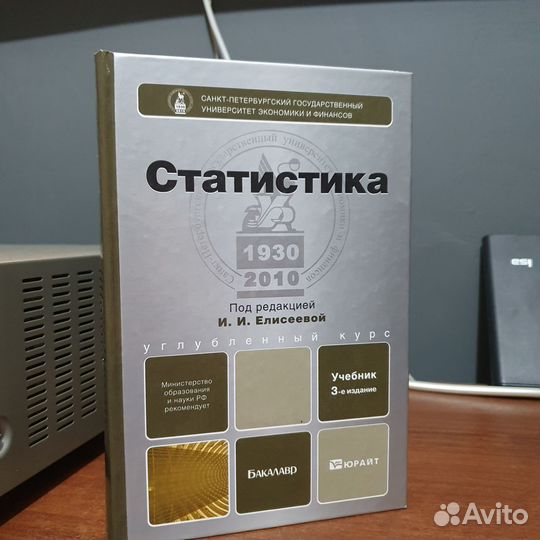 САНКТ-ПЕТЕРБУРГСКИЙ ГОСУДАРСТВЕННЫЙ
УНИВЕРСИТЕТ ЭКОНОМИКИ И ФИНАНСОВ
Статистика
1930
2010
Под редакцией
И. И. Елисеевой
углубленный курс
Министерство
образования
и науки РФ
рекомендует
Учебник
3-е издание
БАКАЛАВР
ЮРАЙТ
Avito